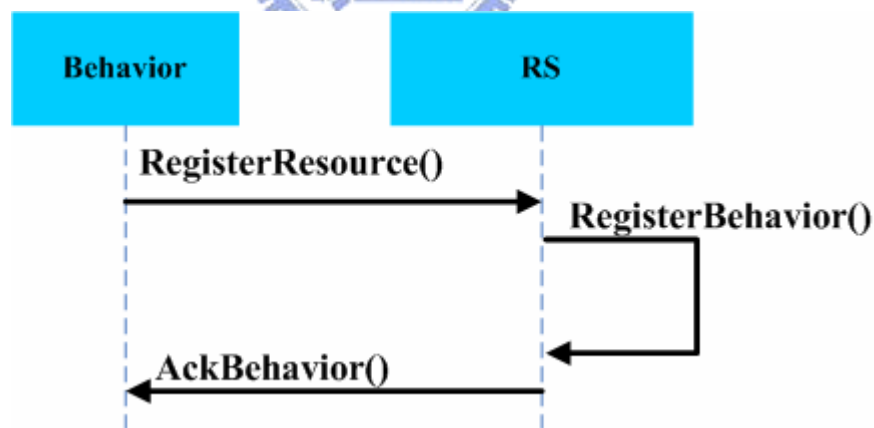 Behavior
RS
RegisterResource()
RegisterBehavior()
AckBehavior()